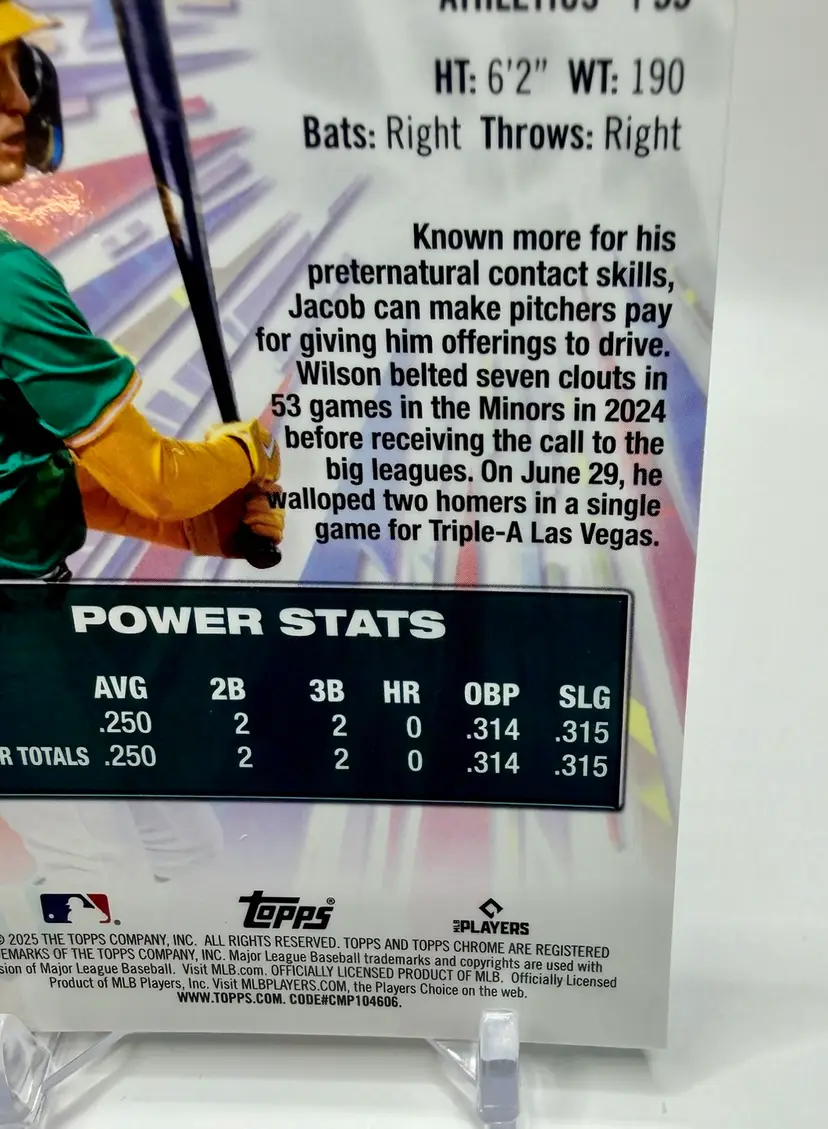 ATHLETICS
HT: 6'2" WT: 190
Bats: Right Throws: Right
Known more for his
preternatural contact skills,
Jacob can make pitchers pay
for giving him offerings to drive.
Wilson belted seven clouts in
53 games in the Minors in 2024
before receiving the call to the
big leagues. On June 29, he
walloped two homers in a single
game for Triple-A Las Vegas.
POWER STATS
AVG 2B 3B HR OBP SLG
.250 2 2 0 .314 .315
R TOTALS .250 2 2 0 .314 .315
topps®
MLB PLAYERS
© 2025 THE TOPPS COMPANY, INC. ALL RIGHTS RESERVED. TOPPS AND TOPPS CHROME ARE REGISTERED
EMARKS OF THE TOPPS COMPANY, INC. Major League Baseball trademarks and copyrights are used with
sion of Major League Baseball. Visit MLB.com. OFFICIALLY LICENSED PRODUCT OF MLB. Officially Licensed
Product of MLB Players, Inc. Visit MLBPLAYERS.COM, the Players Choice on the web.
WWW.TOPPS.COM. CODE#CMP104606.